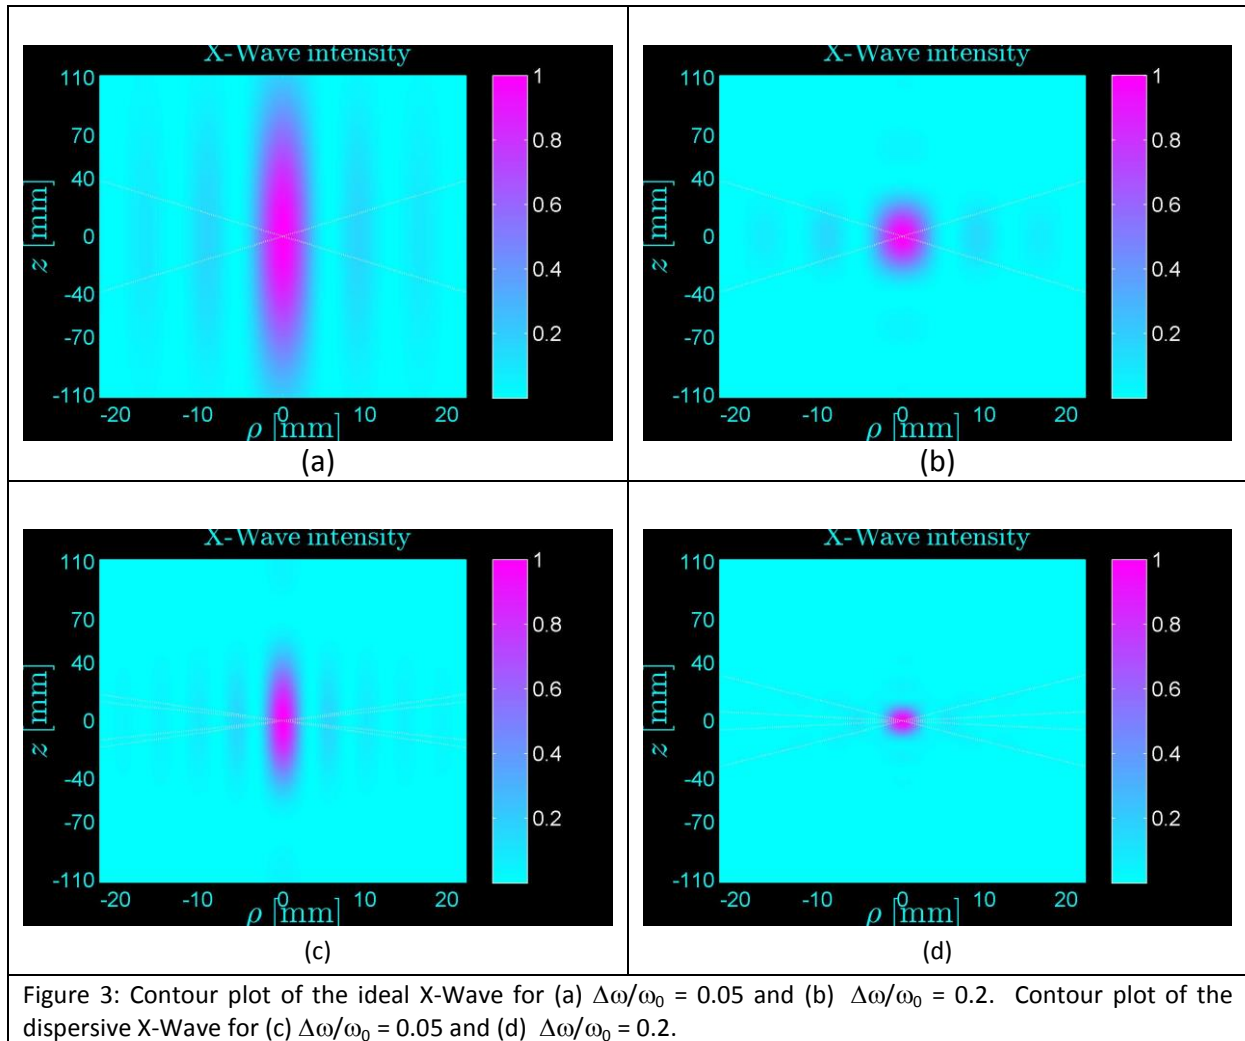 X-Wave intensity
110
70
40
0
-40
-70
-110
z [mm]
-20 -10 0 10 20
ρ [mm]
1
0.8
0.6
0.4
0.2
(a)
X-Wave intensity
110
70
40
0
-40
-70
-110
z [mm]
-20 -10 0 10 20
ρ [mm]
1
0.8
0.6
0.4
0.2
(b)
X-Wave intensity
110
70
40
0
-40
-70
-110
z [mm]
-20 -10 0 10 20
ρ [mm]
1
0.8
0.6
0.4
0.2
(c)
X-Wave intensity
110
70
40
0
-40
-70
-110
z [mm]
-20 -10 0 10 20
ρ [mm]
1
0.8
0.6
0.4
0.2
(d)
Figure 3: Contour plot of the ideal X-Wave for (a) Δω/ω₀ = 0.05 and (b) Δω/ω₀ = 0.2. Contour plot of the
dispersive X-Wave for (c) Δω/ω₀ = 0.05 and (d) Δω/ω₀ = 0.2.